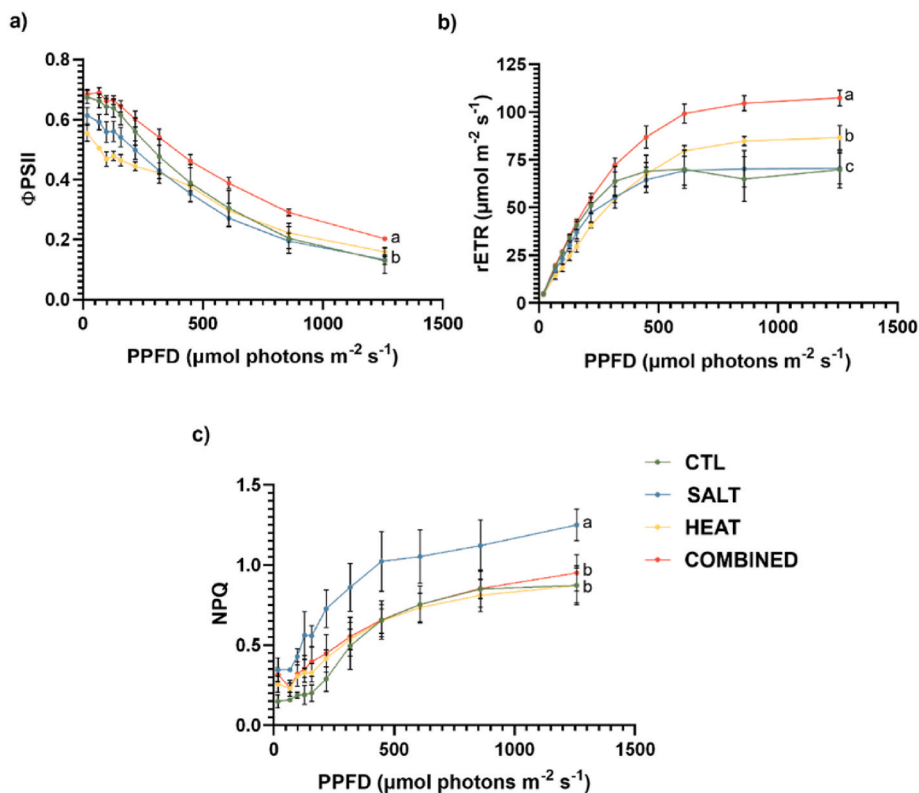 a)
ΦPSII
0.8
0.6
0.4
0.2
0.0
a
b
0
500
1000
1500
PPFD (µmol photons m⁻² s⁻¹)
b)
rETR (µmol m⁻² s⁻¹)
125
100
75
50
25
0
a
b
c
0
500
1000
1500
PPFD (µmol photons m⁻² s⁻¹)
c)
NPQ
1.5
1.0
0.5
0.0
a
b
b
0
500
1000
1500
PPFD (µmol photons m⁻² s⁻¹)
CTL
SALT
HEAT
COMBINED